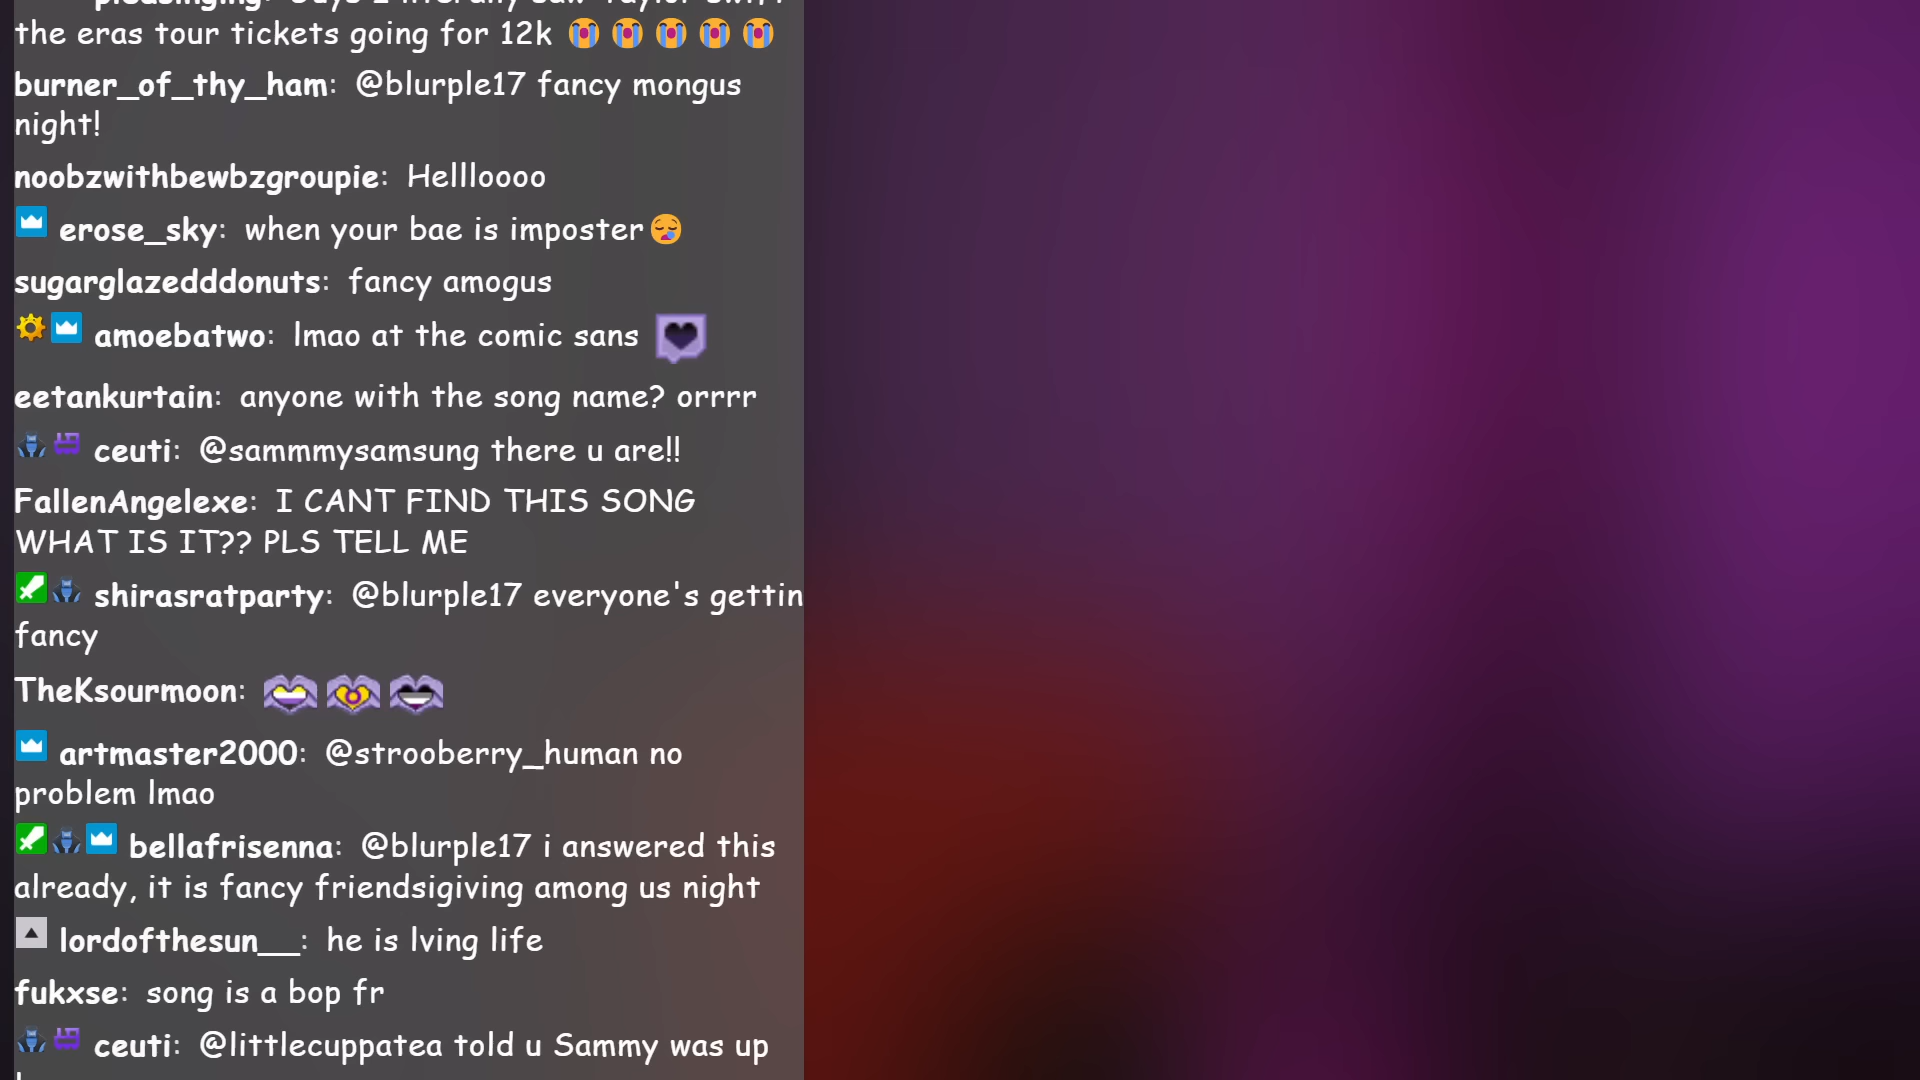 the eras tour tickets going for 12k 😭 😭 😭 😭 😭
burner_of_thy_ham: @blurple17 fancy mongus
night!
noobzwithbewbzgroupie: Hellloooo
erose_sky: when your bae is imposter😪
sugarglazedddonuts: fancy amogus
amoebatwo: lmao at the comic sans
eetankurtain: anyone with the song name? orrrr
ceuti: @sammmysamsung there u are!!
FallenAngelexe: I CANT FIND THIS SONG
WHAT IS IT?? PLS TELL ME
shirasratparty: @blurple17 everyone's gettin
fancy
TheKsourmoon:
artmaster2000: @strooberry_human no
problem lmao
bellafrisenna: @blurple17 i answered this
already, it is fancy friendsigiving among us night
lordofthesun__: he is lving life
fukxse: song is a bop fr
ceuti: @littlecuppatea told u Sammy was up